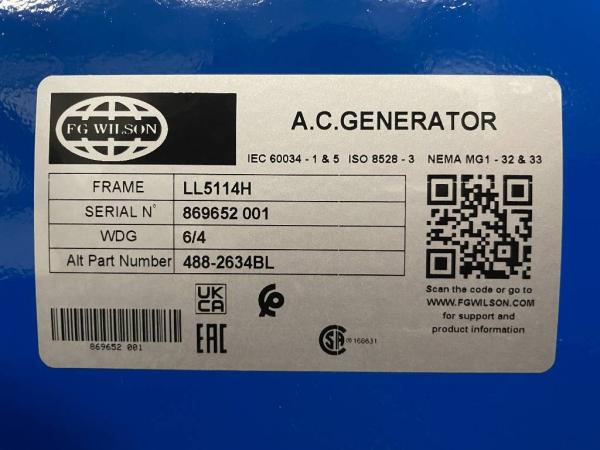 FG WILSON
A.C.GENERATOR
IEC 60034 - 1 & 5 ISO 8528 - 3 NEMA MG1 - 32 & 33
FRAME LL5114H
SERIAL N° 869652 001
WDG 6/4
Alt Part Number 488-2634BL
Scan the code or go to
WWW.FGWILSON.COM
for support and
product information
UK
CA
EAC
869652 001
SA 166631